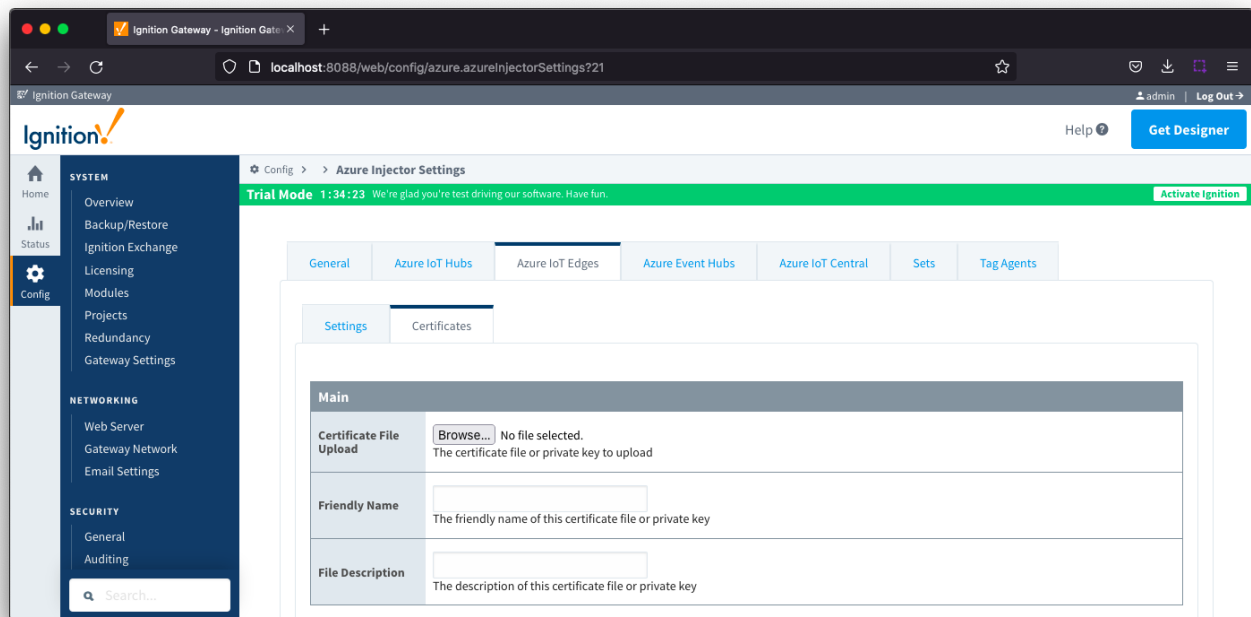 Ignition Gateway - Ignition Gate
localhost:8088/web/config/azure.azureInjectorSettings?21
Ignition Gateway
admin | Log Out
Ignition!
Help
Get Designer
Home
Status
Config
SYSTEM
Overview
Backup/Restore
Ignition Exchange
Licensing
Modules
Projects
Redundancy
Gateway Settings
NETWORKING
Web Server
Gateway Network
Email Settings
SECURITY
General
Auditing
Search...
Config > > Azure Injector Settings
Trial Mode 1:34:23 We're glad you're test driving our software. Have fun.
Activate Ignition
General Azure IoT Hubs Azure IoT Edges Azure Event Hubs Azure IoT Central Sets Tag Agents
Settings Certificates
Main
Certificate File
Upload
Browse... No file selected.
The certificate file or private key to upload
Friendly Name
The friendly name of this certificate file or private key
File Description
The description of this certificate file or private key